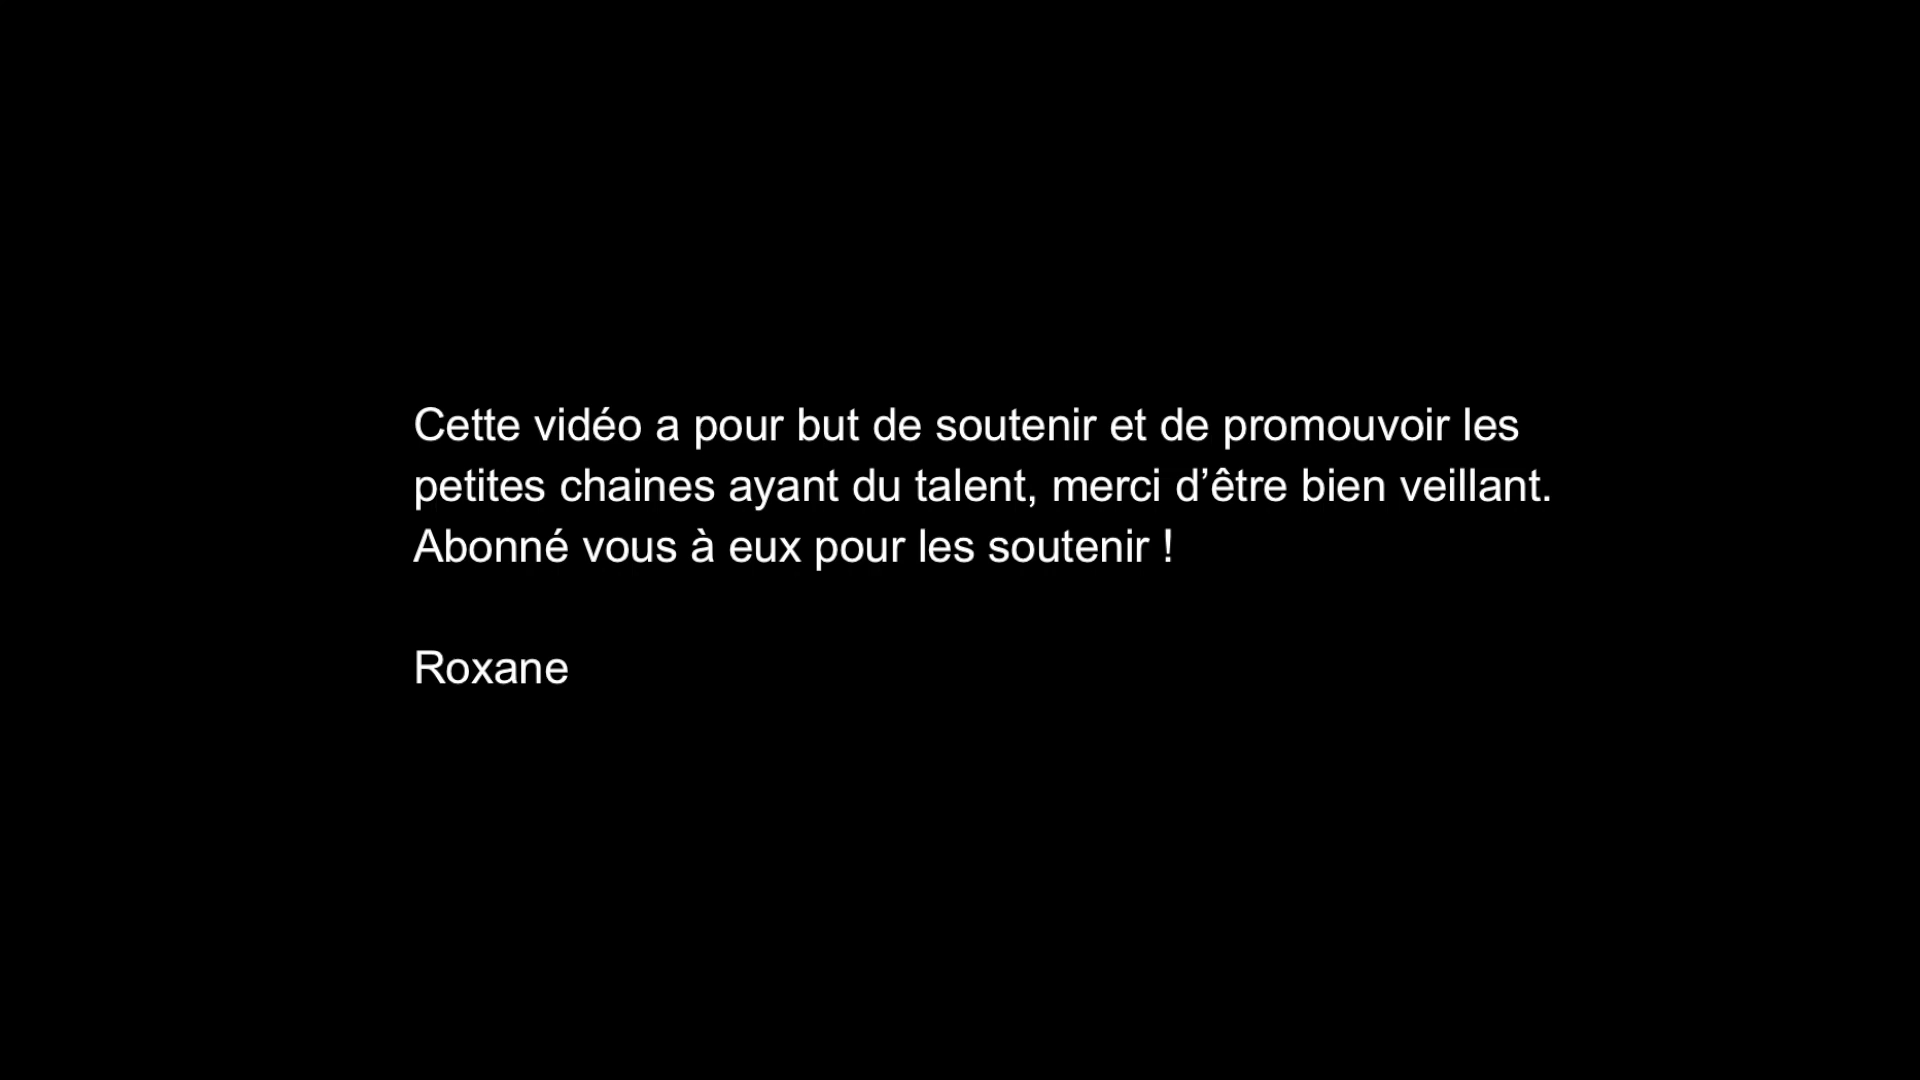 Cette vidéo a pour but de soutenir et de promouvoir les
petites chaines ayant du talent, merci d’être bien veillant.
Abonné vous à eux pour les soutenir !
Roxane